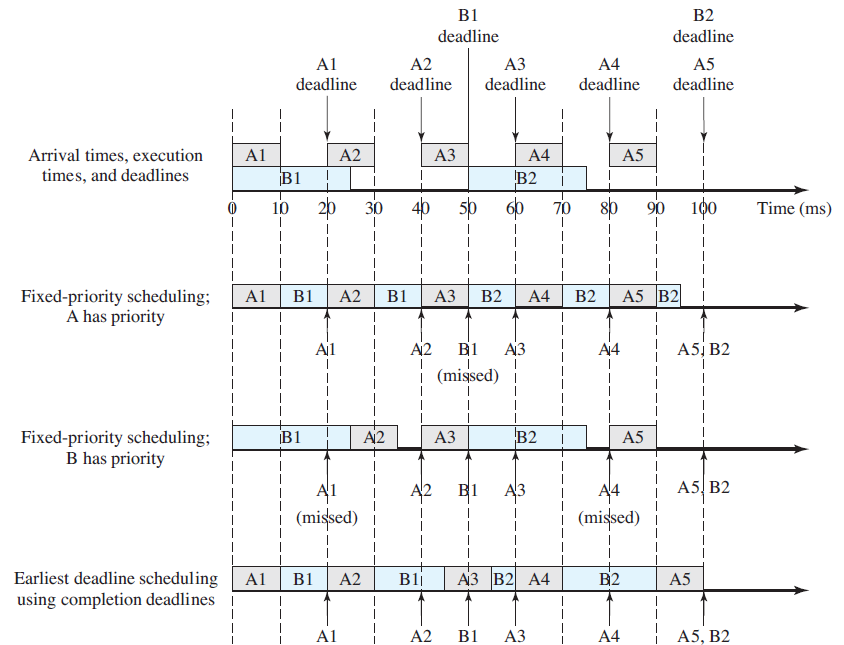 B1 B2
deadline deadline
A1 A2 A3 A4 A5
deadline deadline deadline deadline deadline
Arrival times, execution
times, and deadlines
A1 A2 A3 A4 A5
B1 B2
0 10 20 30 40 50 60 70 80 90 100 Time (ms)
Fixed-priority scheduling;
A has priority
A1 B1 A2 B1 A3 B2 A4 B2 A5 B2
A1 A2 B1 A3 A4 A5, B2
(missed)
Fixed-priority scheduling;
B has priority
B1 A2 A3 B2 A5
A1 A2 B1 A3 A4 A5, B2
(missed) (missed)
Earliest deadline scheduling
using completion deadlines
A1 B1 A2 B1 A3 B2 A4 B2 A5
A1 A2 B1 A3 A4 A5, B2